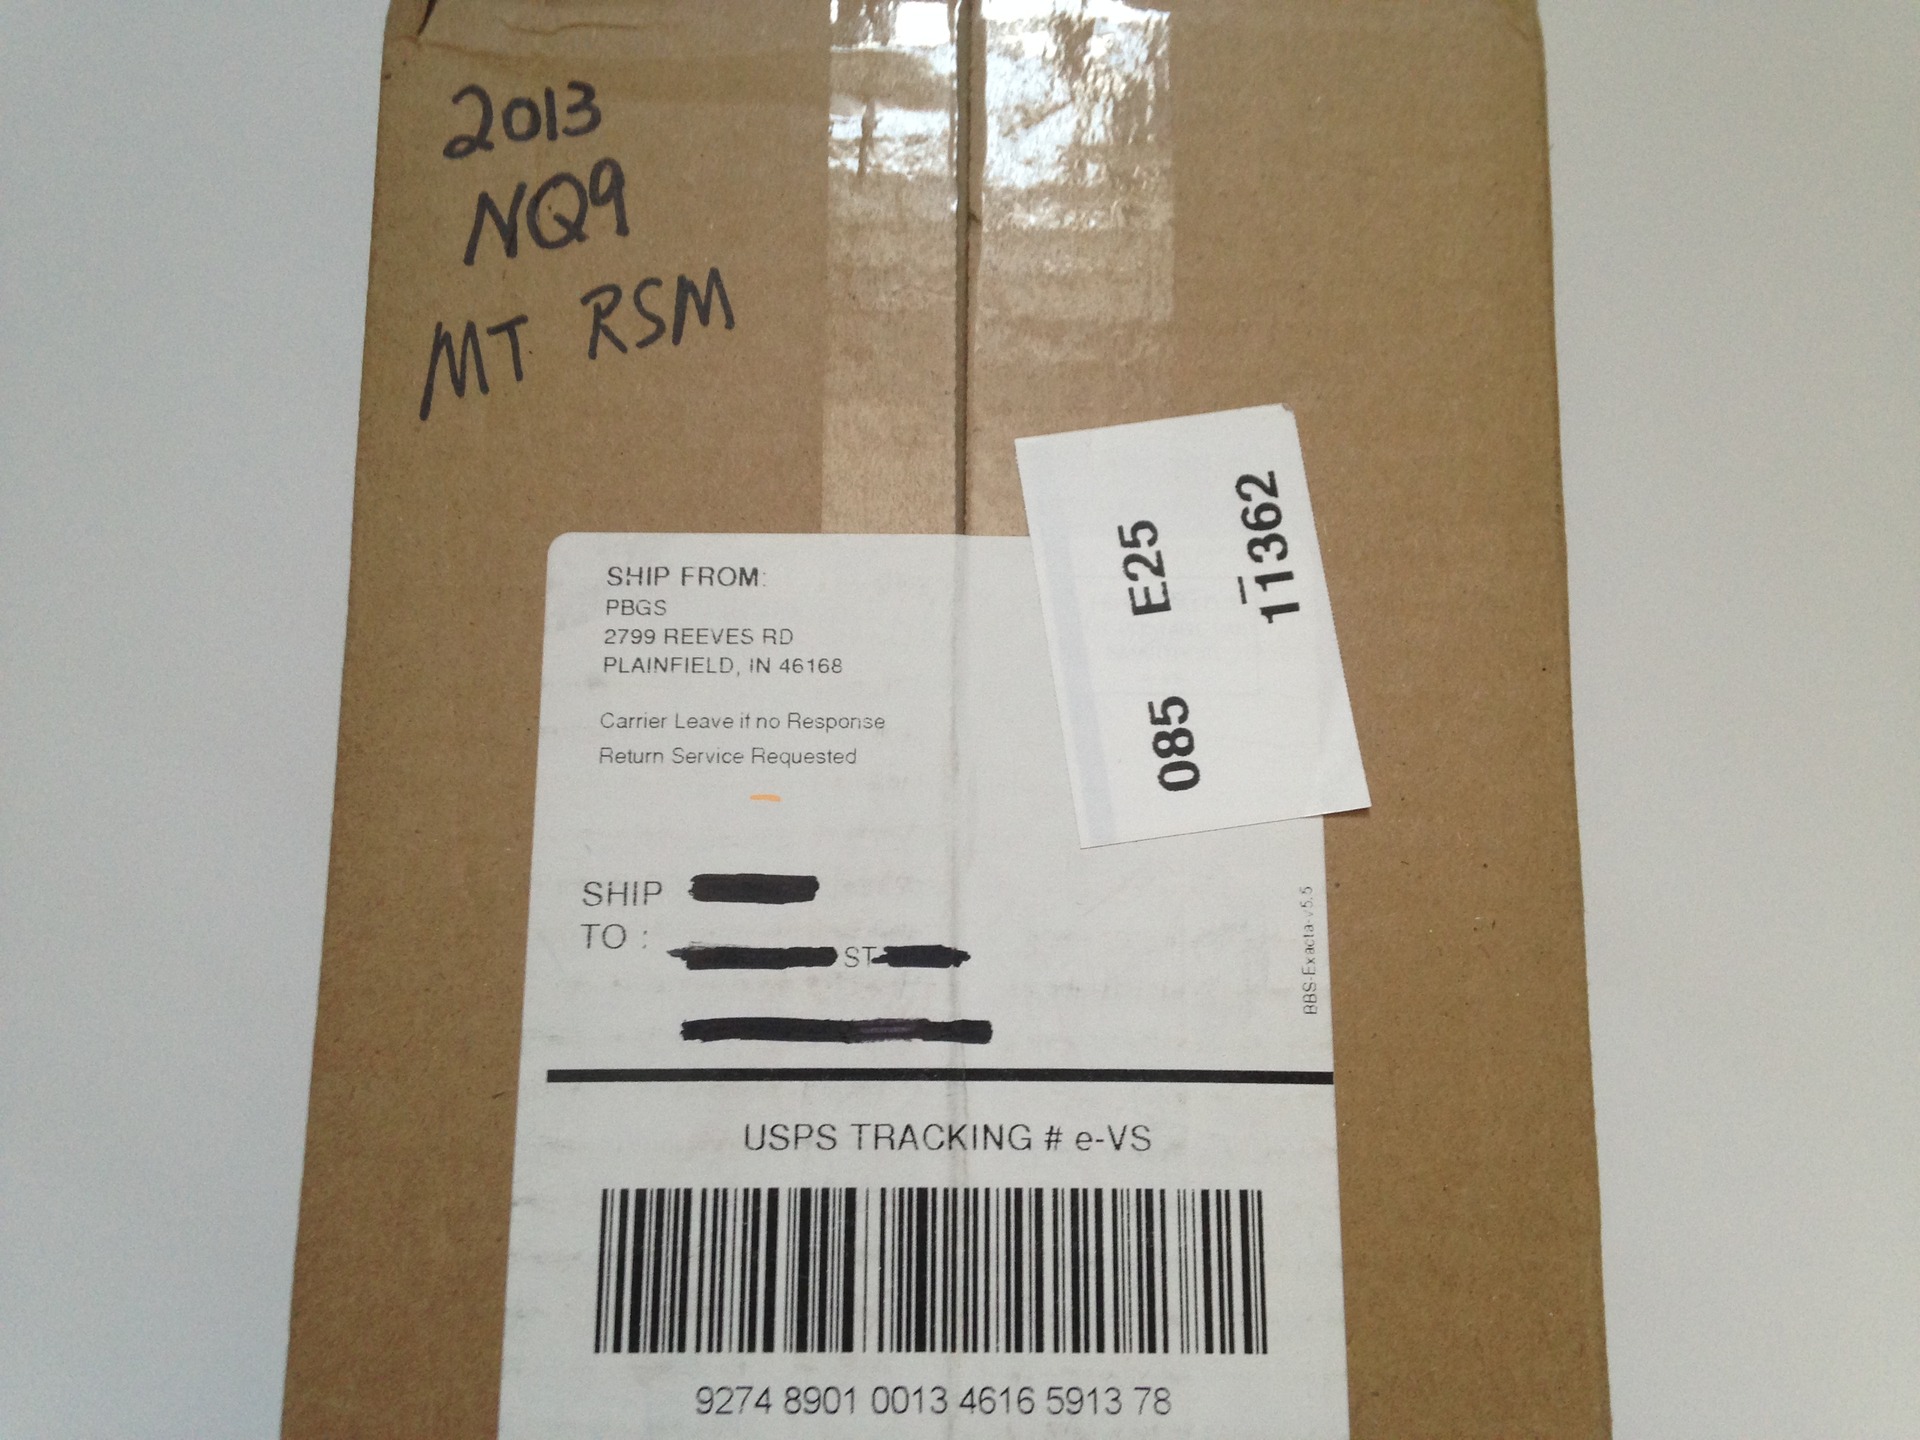 2013
NQ9
MT RSM
SHIP FROM:
PBGS
2799 REEVES RD
PLAINFIELD, IN 46168
Carrier Leave if no Response
Return Service Requested
085 E25
11362
SHIP
TO :
ST
BBS-Exacta-v5.5
USPS TRACKING # e-VS
9274 8901 0013 4616 5913 78